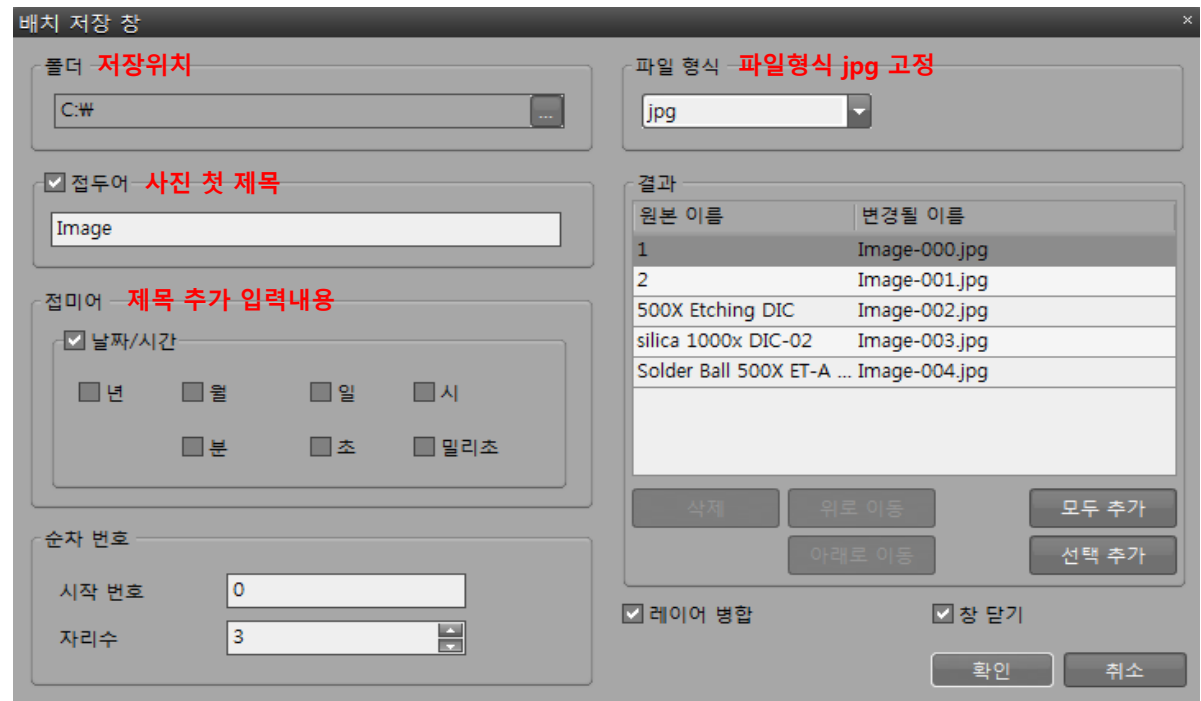 배치 저장 창
×
폴더 저장위치
C:₩
...
접두어 사진 첫 제목
Image
접미어 제목 추가 입력내용
날짜/시간
년 월 일 시
분 초 밀리초
순차 번호
시작 번호 0
자리수 3
파일 형식 파일형식 jpg 고정
jpg
결과
원본 이름 변경될 이름
1 Image-000.jpg
2 Image-001.jpg
500X Etching DIC Image-002.jpg
silica 1000x DIC-02 Image-003.jpg
Solder Ball 500X ET-A ... Image-004.jpg
삭제 위로 이동 모두 추가
아래로 이동 선택 추가
레이어 병합 창 닫기
확인 취소